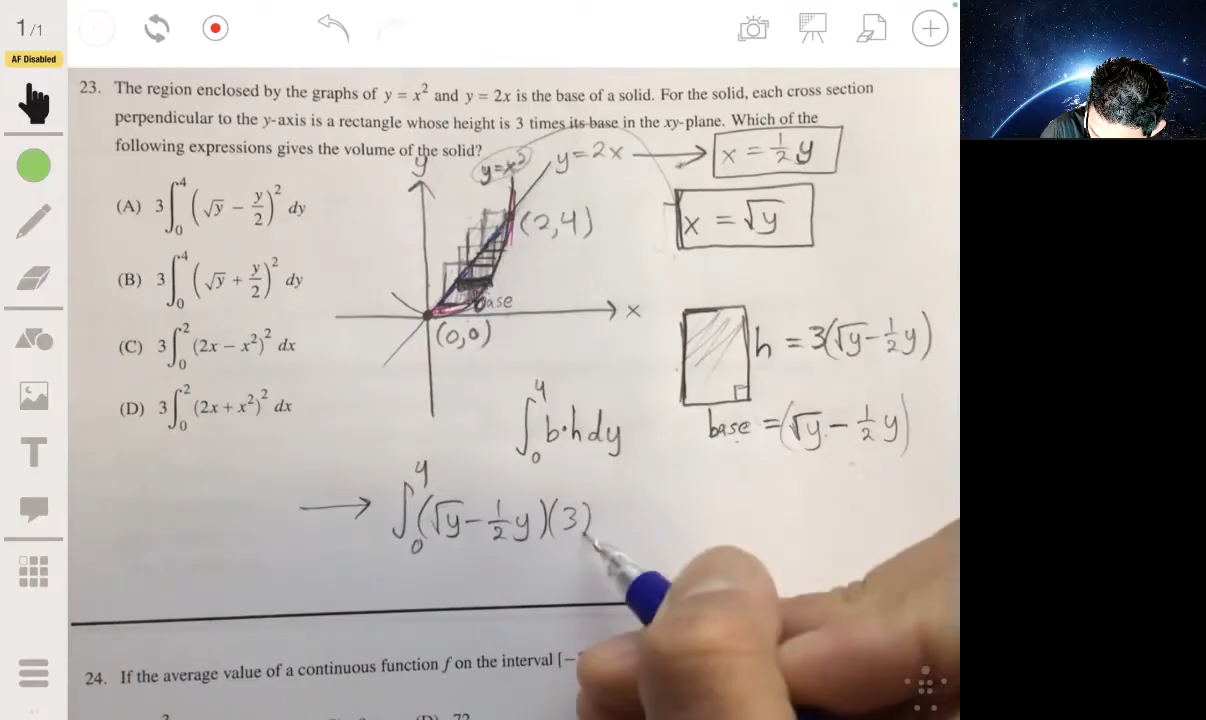 1/1
AF Disabled
23. The region enclosed by the graphs of y = x² and y = 2x is the base of a solid. For the solid, each cross section
perpendicular to the y-axis is a rectangle whose height is 3 times its base in the xy-plane. Which of the
following expressions gives the volume of the solid?
(A) 3∫₀⁴ (√y − y/2)² dy
(B) 3∫₀⁴ (√y + y/2)² dy
(C) 3∫₀² (2x − x²)² dx
(D) 3∫₀² (2x + x²)² dx
y
y=x²
y=2x → x = ½y
x = √y
(2,4)
base
x
(0,0)
h = 3(√y − ½y)
base = (√y − ½y)
∫₀⁴ b·h dy
→ ∫₀⁴ (√y − ½y)(3)
24. If the average value of a continuous function f on the interval [−
T